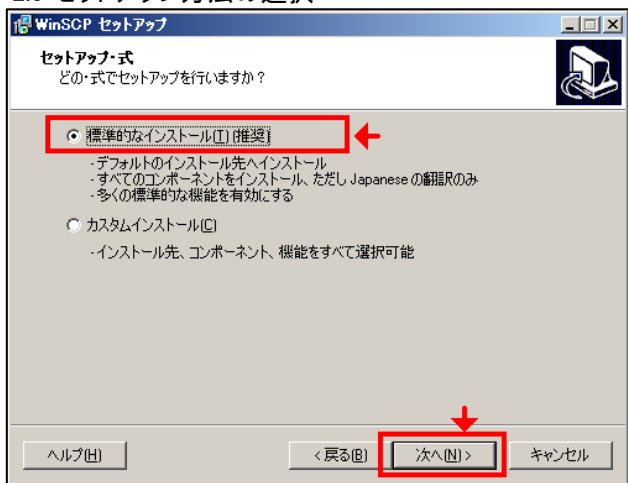 WinSCP セットアップ
セットアップ・式
どの・式でセットアップを行いますか？
標準的なインストール(T) (推奨)
・デフォルトのインストール先へインストール
・すべてのコンポーネントをインストール、ただし Japanese の翻訳のみ
・多くの標準的な機能を有効にする
カスタムインストール(C)
・インストール先、コンポーネント、機能をすべて選択可能
ヘルプ(H)
< 戻る(B)
次へ(N) >
キャンセル